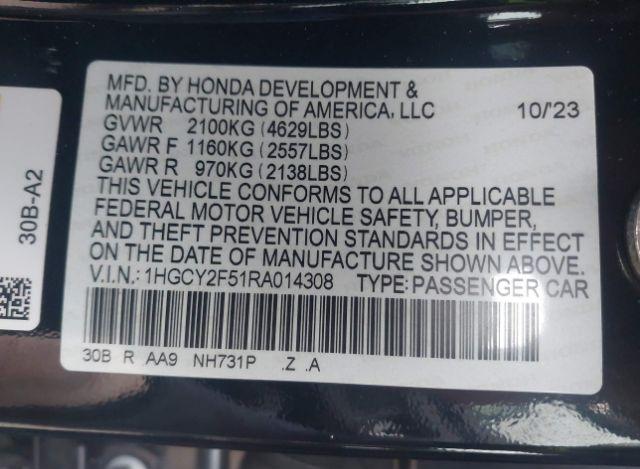 MFD. BY HONDA DEVELOPMENT &
MANUFACTURING OF AMERICA, LLC 10/'23
GVWR 2100KG (4629LBS)
GAWR F 1160KG (2557LBS)
GAWR R 970KG (2138LBS)
THIS VEHICLE CONFORMS TO ALL APPLICABLE
FEDERAL MOTOR VEHICLE SAFETY, BUMPER,
AND THEFT PREVENTION STANDARDS IN EFFECT
ON THE DATE OF MANUFACTURE SHOWN ABOVE.
V.I.N.: 1HGCY2F51RA014308 TYPE: PASSENGER CAR
30B R AA9 NH731P .Z .A
30B-A2